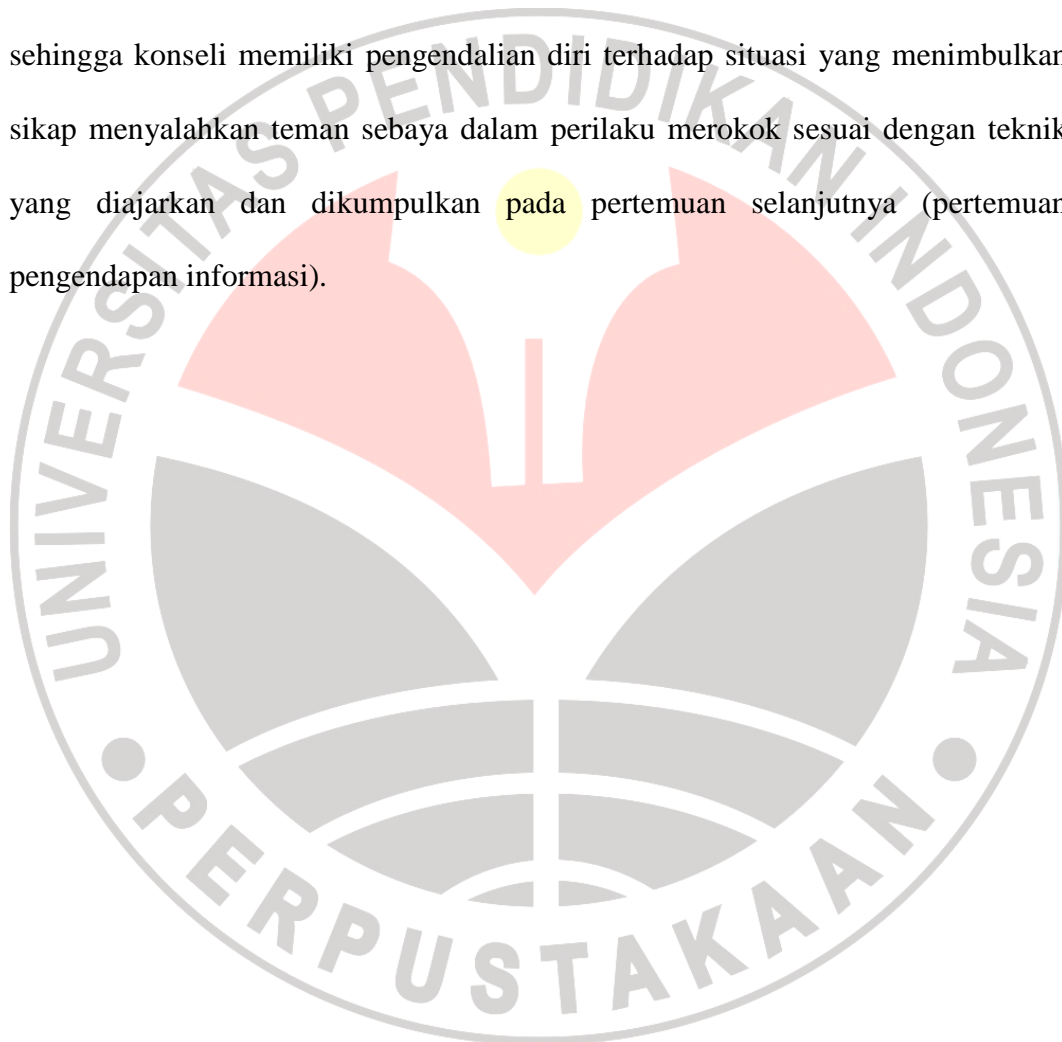 sehingga konseli memiliki pengendalian diri terhadap situasi yang menimbulkan
sikap menyalahkan teman sebaya dalam perilaku merokok sesuai dengan teknik
yang diajarkan dan dikumpulkan pada pertemuan selanjutnya (pertemuan
pengendapan informasi).
UNIVERSITAS PENDIDIKAN INDONESIA
PERPUSTAKAAN